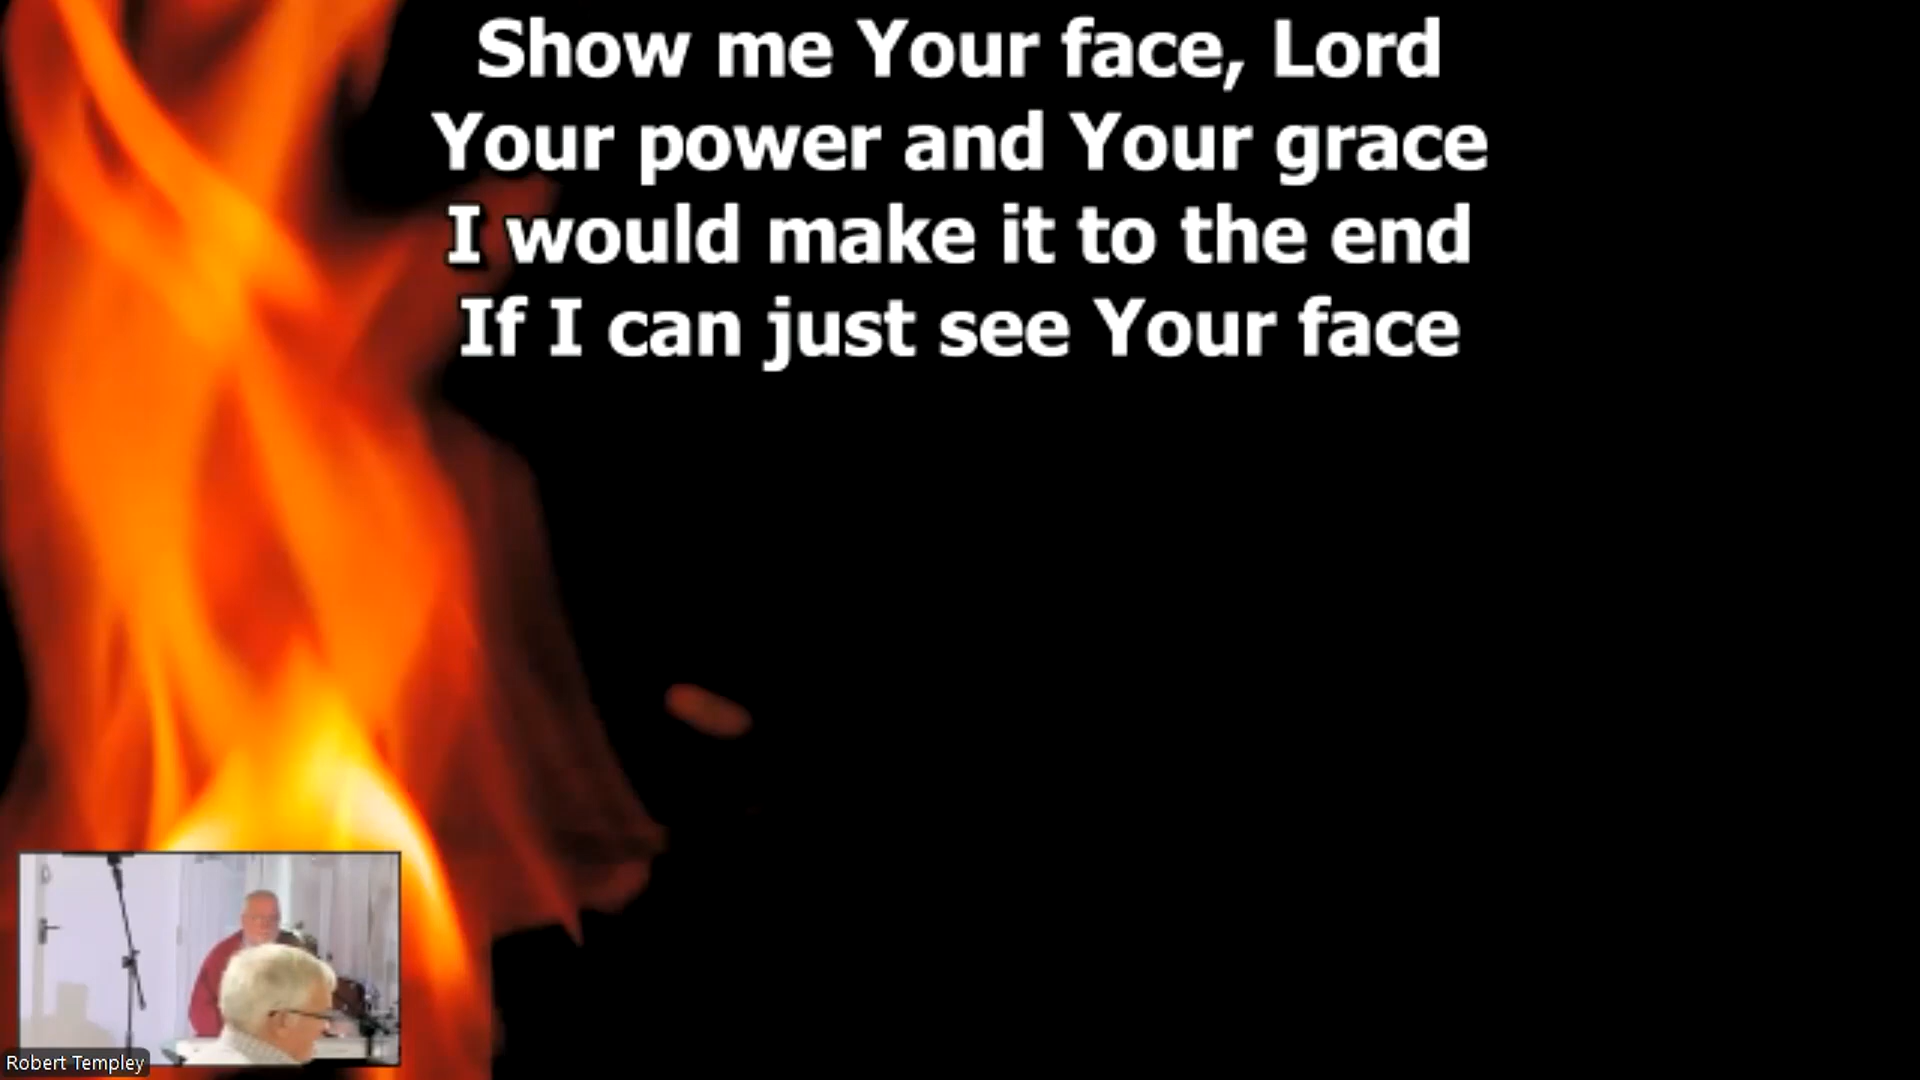 Show me Your face, Lord
Your power and Your grace
I would make it to the end
If I can just see Your face
Robert Templey